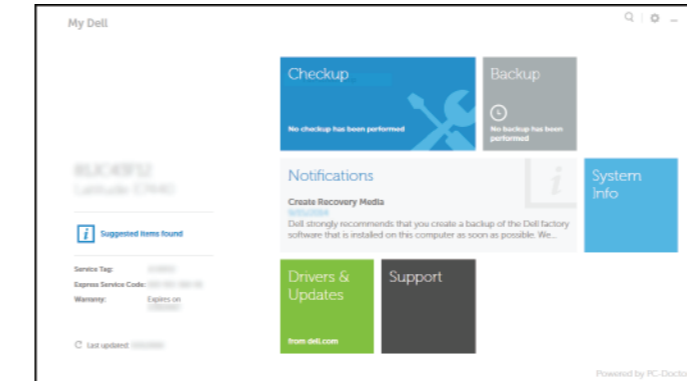 My Dell
Checkup
No checkup has been performed
Backup
No backup has been
performed
Notifications
Create Recovery Media
Dell strongly recommends that you create a backup of the Dell factory
software that is installed on this computer as soon as possible. We...
System
Info
Suggested items found
Service Tag:
Express Service Code:
Warranty: Expires on
Last updated:
Drivers &
Updates
from dell.com
Support
Powered by PC-Docto